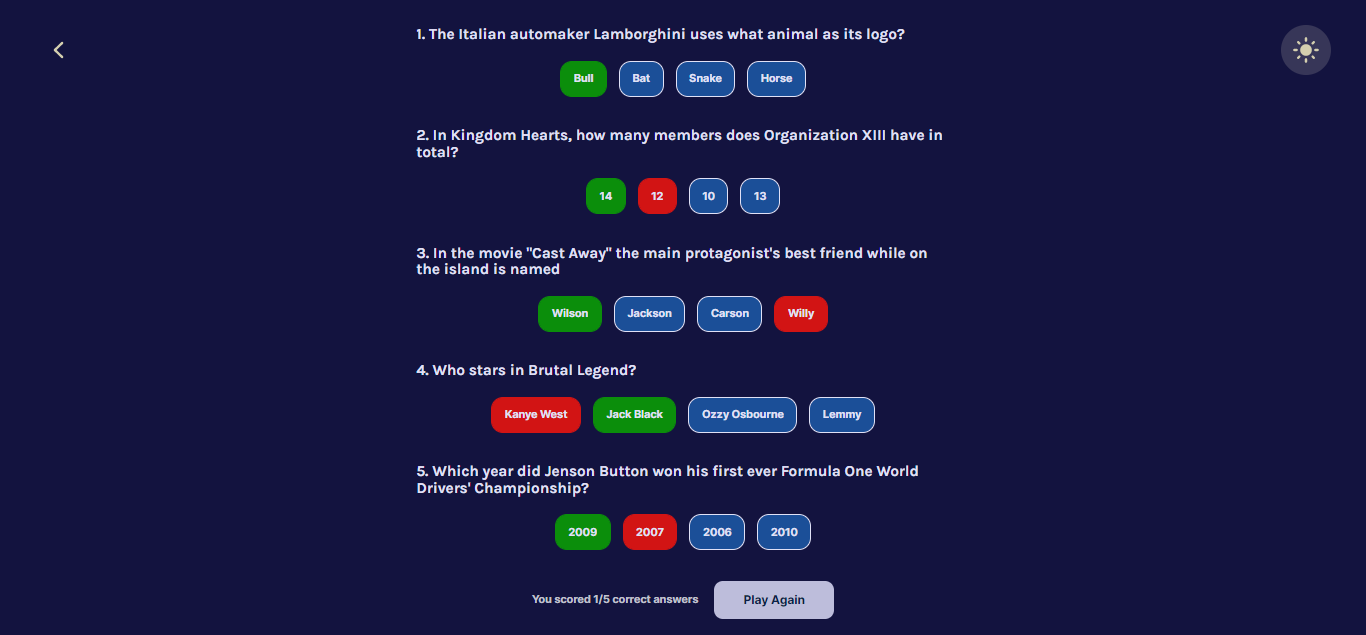 1. The Italian automaker Lamborghini uses what animal as its logo?
Bull Bat Snake Horse
2. In Kingdom Hearts, how many members does Organization XIII have in
total?
14 12 10 13
3. In the movie "Cast Away" the main protagonist's best friend while on
the island is named
Wilson Jackson Carson Willy
4. Who stars in Brutal Legend?
Kanye West Jack Black Ozzy Osbourne Lemmy
5. Which year did Jenson Button won his first ever Formula One World
Drivers' Championship?
2009 2007 2006 2010
You scored 1/5 correct answers Play Again